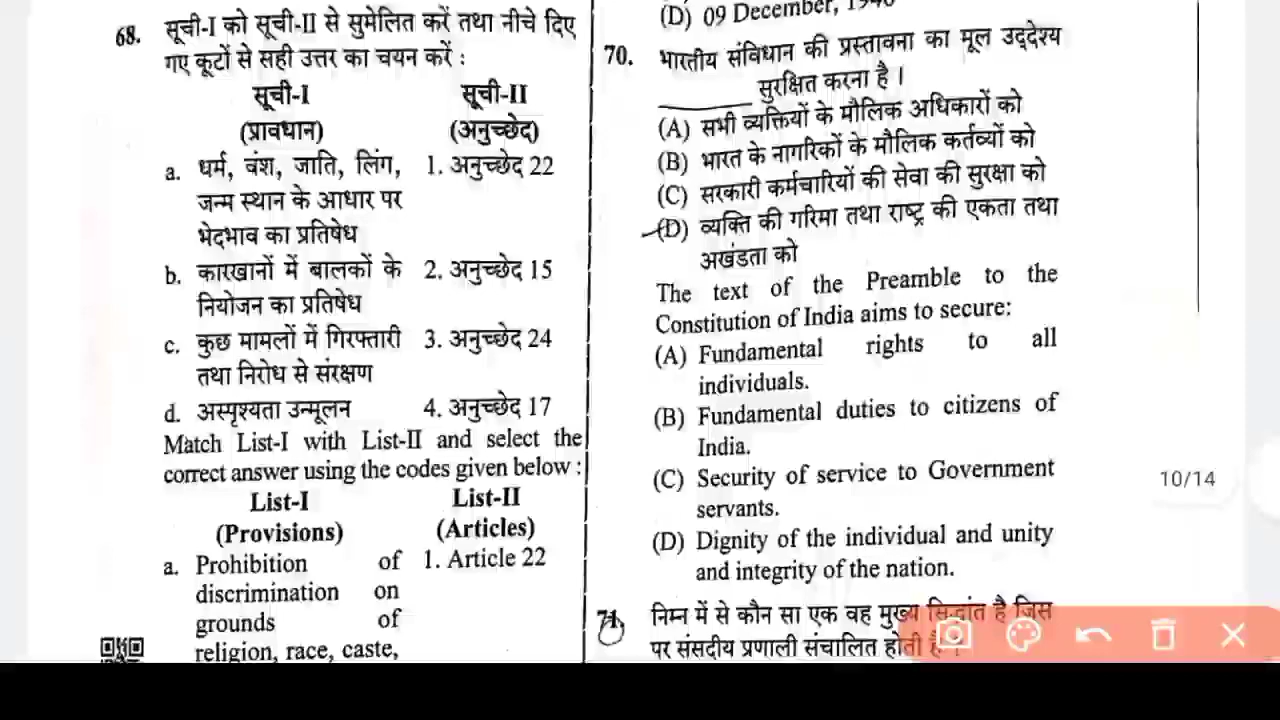 68. सूची-I को सूची-II से सुमेलित करें तथा नीचे दिए
गए कूटों से सही उत्तर का चयन करें :
सूची-I सूची-II
(प्रावधान) (अनुच्छेद)
a. धर्म, वंश, जाति, लिंग, 1. अनुच्छेद 22
जन्म स्थान के आधार पर
भेदभाव का प्रतिषेध
b. कारखानों में बालकों के 2. अनुच्छेद 15
नियोजन का प्रतिषेध
c. कुछ मामलों में गिरफ्तारी 3. अनुच्छेद 24
तथा निरोध से संरक्षण
d. अस्पृश्यता उन्मूलन 4. अनुच्छेद 17
Match List-I with List-II and select the
correct answer using the codes given below :
List-I List-II
(Provisions) (Articles)
a. Prohibition of 1. Article 22
discrimination on
grounds of
religion, race, caste,
(D) 09 December, 1946
70. भारतीय संविधान की प्रस्तावना का मूल उद्देश्य
सुरक्षित करना है ।
(A) सभी व्यक्तियों के मौलिक अधिकारों को
(B) भारत के नागरिकों के मौलिक कर्तव्यों को
(C) सरकारी कर्मचारियों की सेवा की सुरक्षा को
(D) व्यक्ति की गरिमा तथा राष्ट्र की एकता तथा
अखंडता को
The text of the Preamble to the
Constitution of India aims to secure:
(A) Fundamental rights to all
individuals.
(B) Fundamental duties to citizens of
India.
(C) Security of service to Government
servants.
(D) Dignity of the individual and unity
and integrity of the nation.
71. निम्न में से कौन सा एक वह मुख्य सिद्धांत है जिस
पर संसदीय प्रणाली संचालित होती है ।
10/14